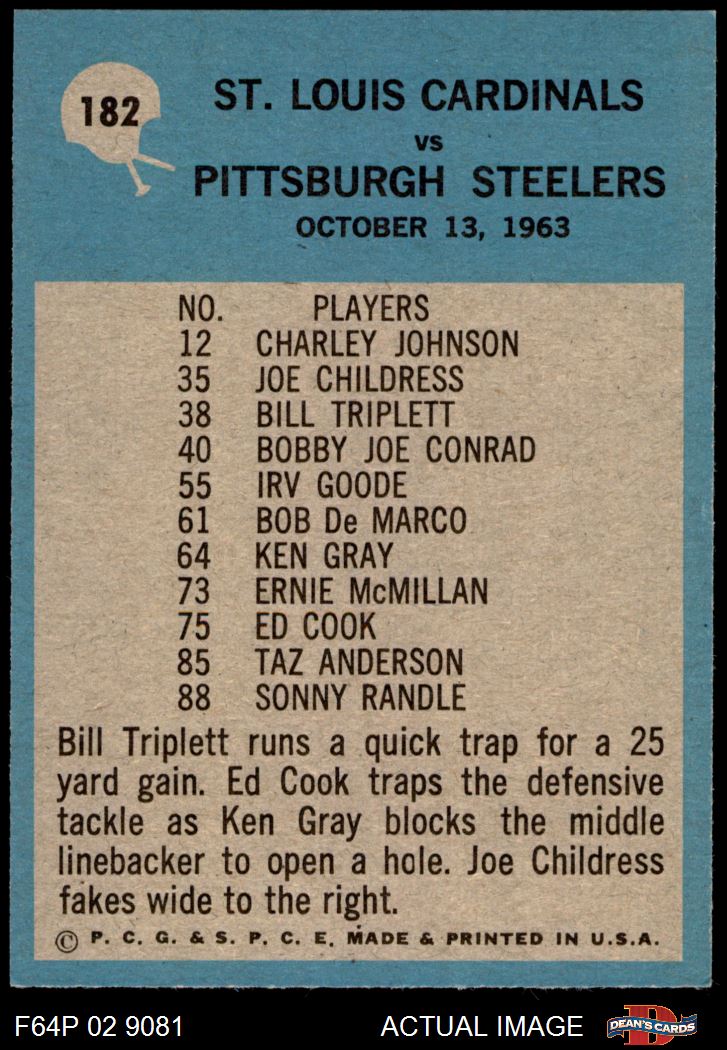 182
ST. LOUIS CARDINALS
VS
PITTSBURGH STEELERS
OCTOBER 13, 1963
NO. PLAYERS
12 CHARLEY JOHNSON
35 JOE CHILDRESS
38 BILL TRIPLETT
40 BOBBY JOE CONRAD
55 IRV GOODE
61 BOB De MARCO
64 KEN GRAY
73 ERNIE McMILLAN
75 ED COOK
85 TAZ ANDERSON
88 SONNY RANDLE
Bill Triplett runs a quick trap for a 25
yard gain. Ed Cook traps the defensive
tackle as Ken Gray blocks the middle
linebacker to open a hole. Joe Childress
fakes wide to the right.
© P. C. G. & S. P. C. E. MADE & PRINTED IN U.S.A.
F64P 02 9081 ACTUAL IMAGE DEAN'S CARDS